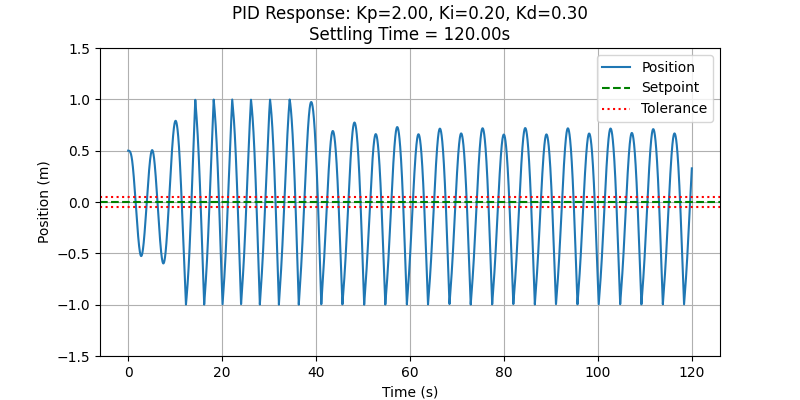 PID Response: Kp=2.00, Ki=0.20, Kd=0.30
Settling Time = 120.00s
Position
Setpoint
Tolerance
1.5
1.0
0.5
0.0
−0.5
−1.0
−1.5
Position (m)
0
20
40
60
80
100
120
Time (s)